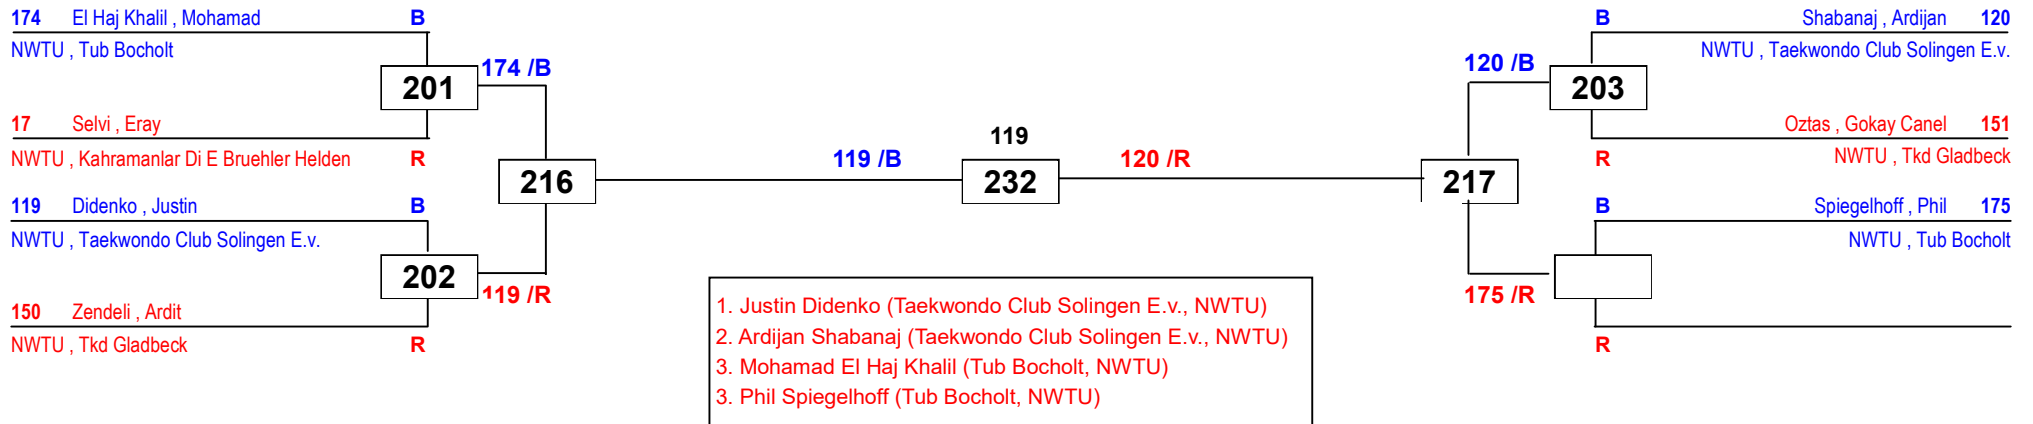 174 El Haj Khalil , Mohamad B
NWTU , Tub Bocholt
201
174 /B
17 Selvi , Eray
NWTU , Kahramanlar Di E Bruehler Helden R
216
119 Didenko , Justin B
NWTU , Taekwondo Club Solingen E.v.
202
119 /R
150 Zendeli , Ardit
NWTU , Tkd Gladbeck R
119 /B
119
232
120 /R
217
B Shabanaj , Ardijan 120
NWTU , Taekwondo Club Solingen E.v.
120 /B
203
Oztas , Gokay Canel 151
R NWTU , Tkd Gladbeck
B Spiegelhoff , Phil 175
NWTU , Tub Bocholt
175 /R
R
1. Justin Didenko (Taekwondo Club Solingen E.v., NWTU)
2. Ardijan Shabanaj (Taekwondo Club Solingen E.v., NWTU)
3. Mohamad El Haj Khalil (Tub Bocholt, NWTU)
3. Phil Spiegelhoff (Tub Bocholt, NWTU)